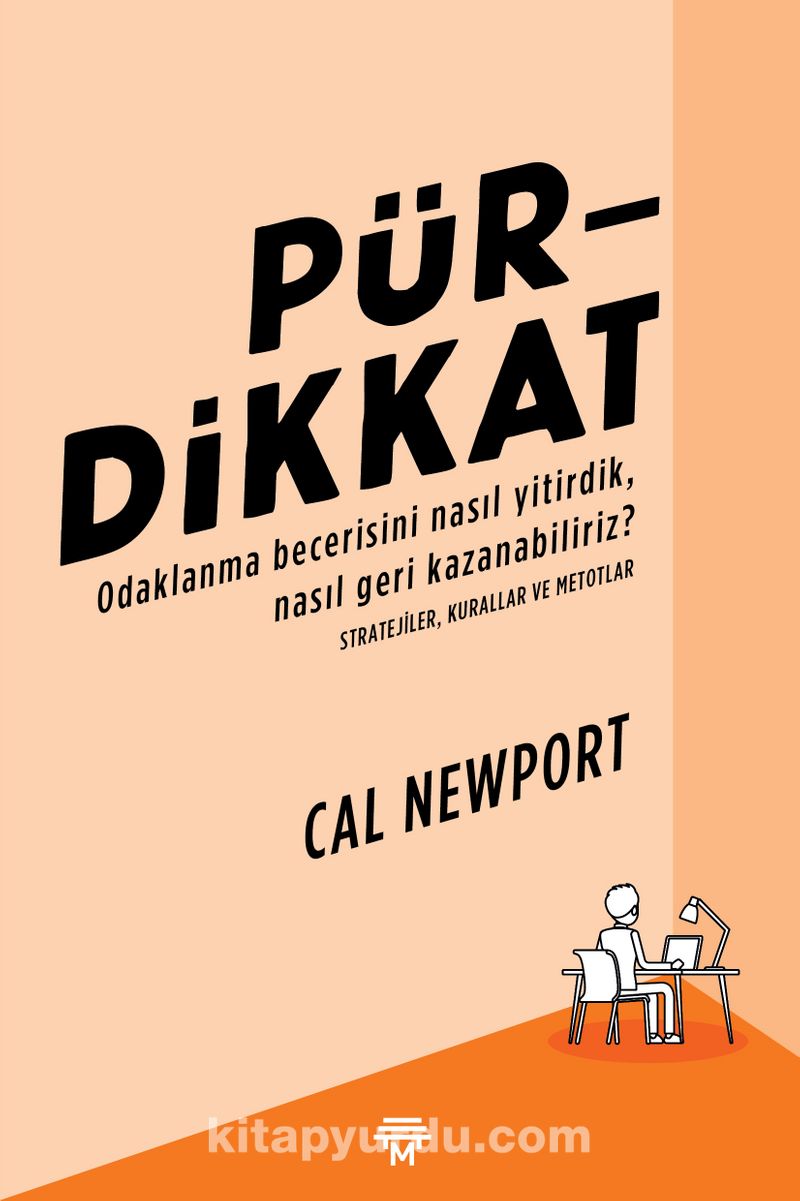 PÜR–
DİKKAT
Odaklanma becerisini nasıl yitirdik,
nasıl geri kazanabiliriz?
STRATEJİLER, KURALLAR VE METOTLAR
CAL NEWPORT
kitapyurdu.com
M